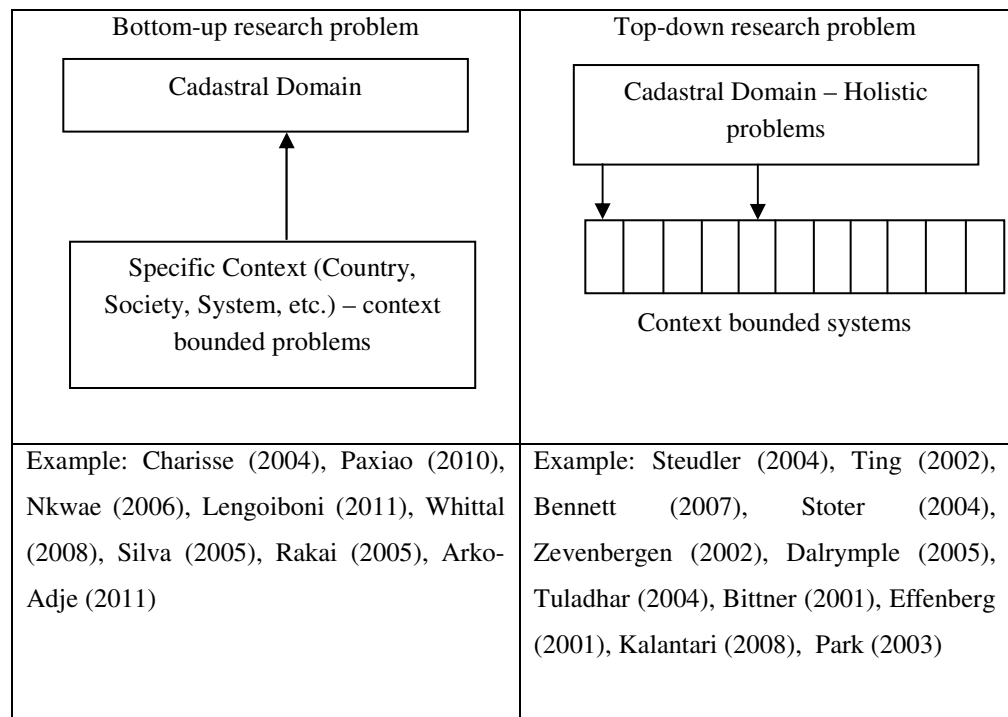 Bottom-up research problem
Cadastral Domain
Specific Context (Country,
Society, System, etc.) – context
bounded problems
Top-down research problem
Cadastral Domain – Holistic
problems
Context bounded systems
Example: Charisse (2004), Paxiao (2010),
Nkwae (2006), Lengoiboni (2011), Whittal
(2008), Silva (2005), Rakai (2005), Arko-
Adje (2011)
Example: Steudler (2004), Ting (2002),
Bennett (2007), Stoter (2004),
Zevenbergen (2002), Dalrymple (2005),
Tuladhar (2004), Bittner (2001), Effenberg
(2001), Kalantari (2008), Park (2003)